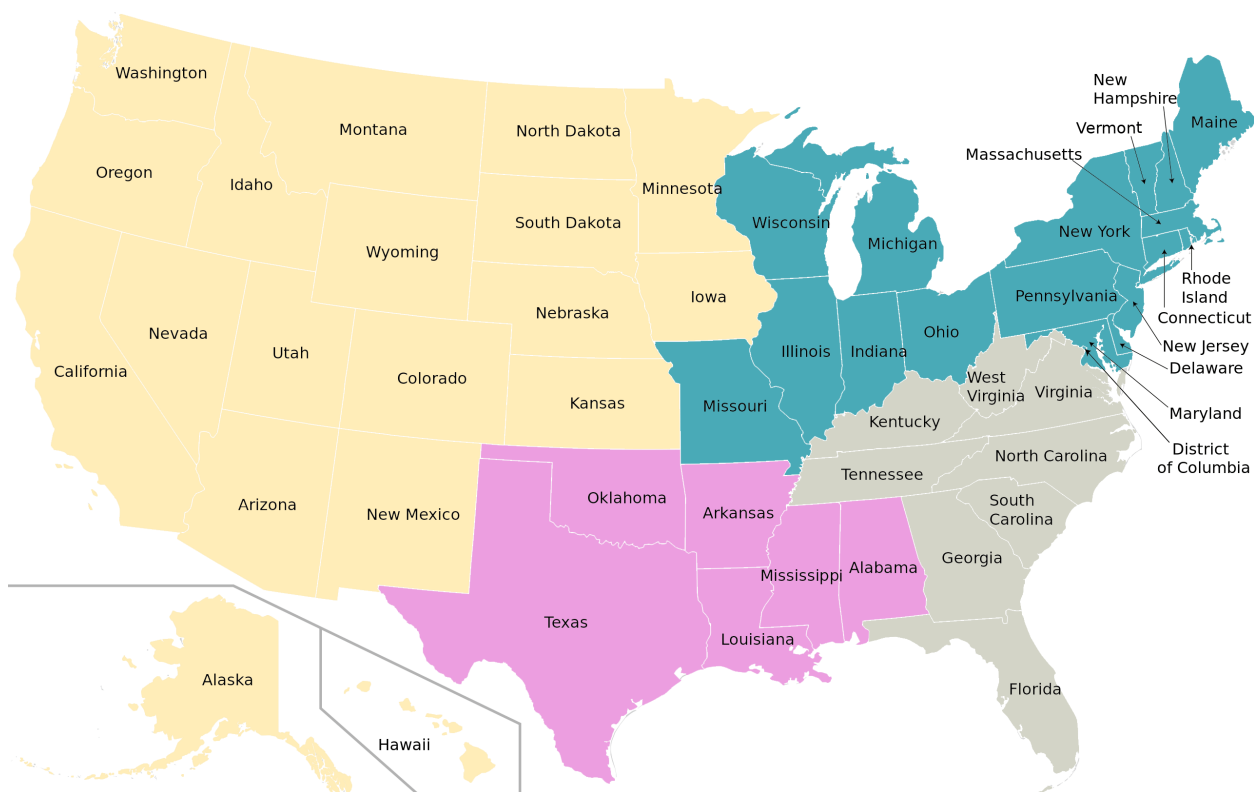 Washington
Montana
North Dakota
Minnesota
Oregon
Idaho
Wyoming
South Dakota
Wisconsin
Michigan
New
Hampshire
Vermont
Massachusetts
Maine
New York
Rhode
Island
Connecticut
Pennsylvania
New Jersey
Delaware
Maryland
District
of Columbia
Nevada
Utah
California
Colorado
Nebraska
Iowa
Kansas
Missouri
Illinois
Indiana
Ohio
West
Virginia
Virginia
Kentucky
Tennessee
North Carolina
South
Carolina
Arizona
New Mexico
Oklahoma
Arkansas
Mississippi
Alabama
Georgia
Texas
Louisiana
Florida
Alaska
Hawaii